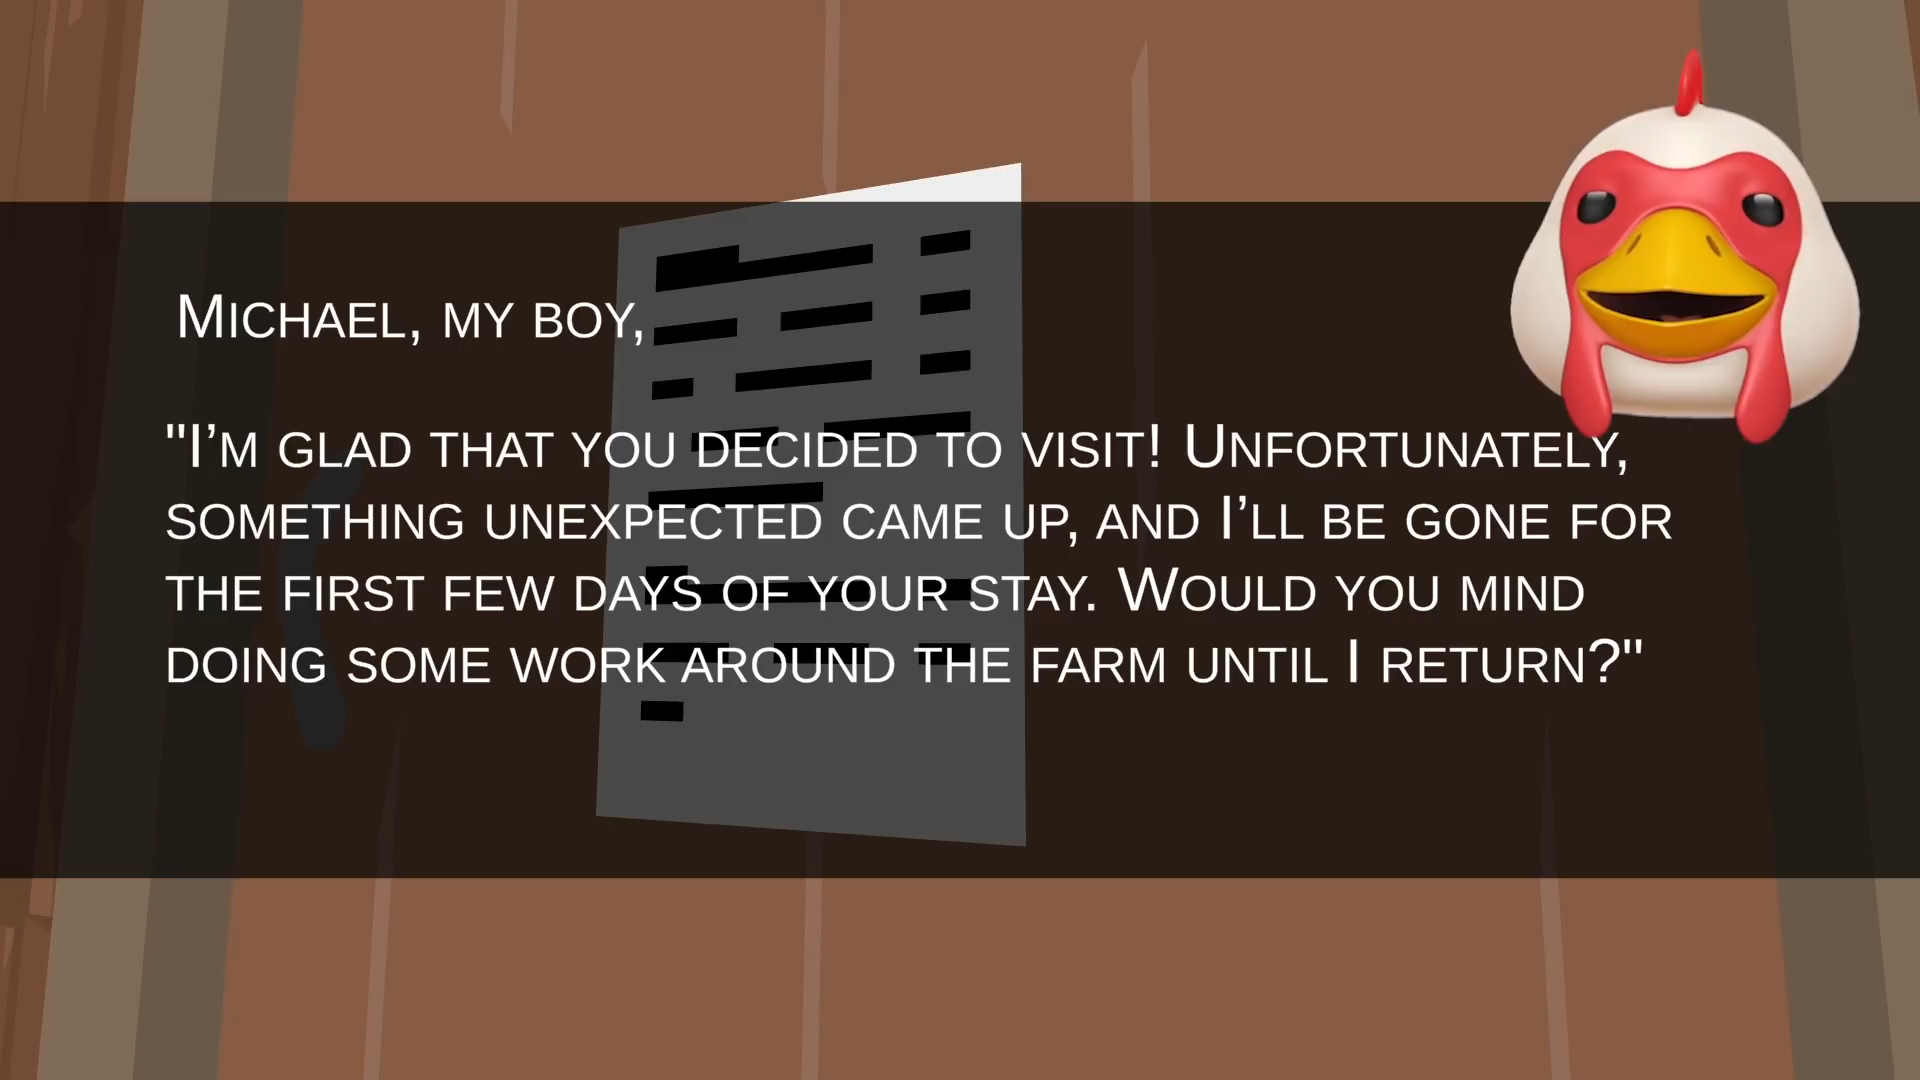 Michael, my boy,
"I’m glad that you decided to visit! Unfortunately,
something unexpected came up, and I’ll be gone for
the first few days of your stay. Would you mind
doing some work around the farm until I return?"